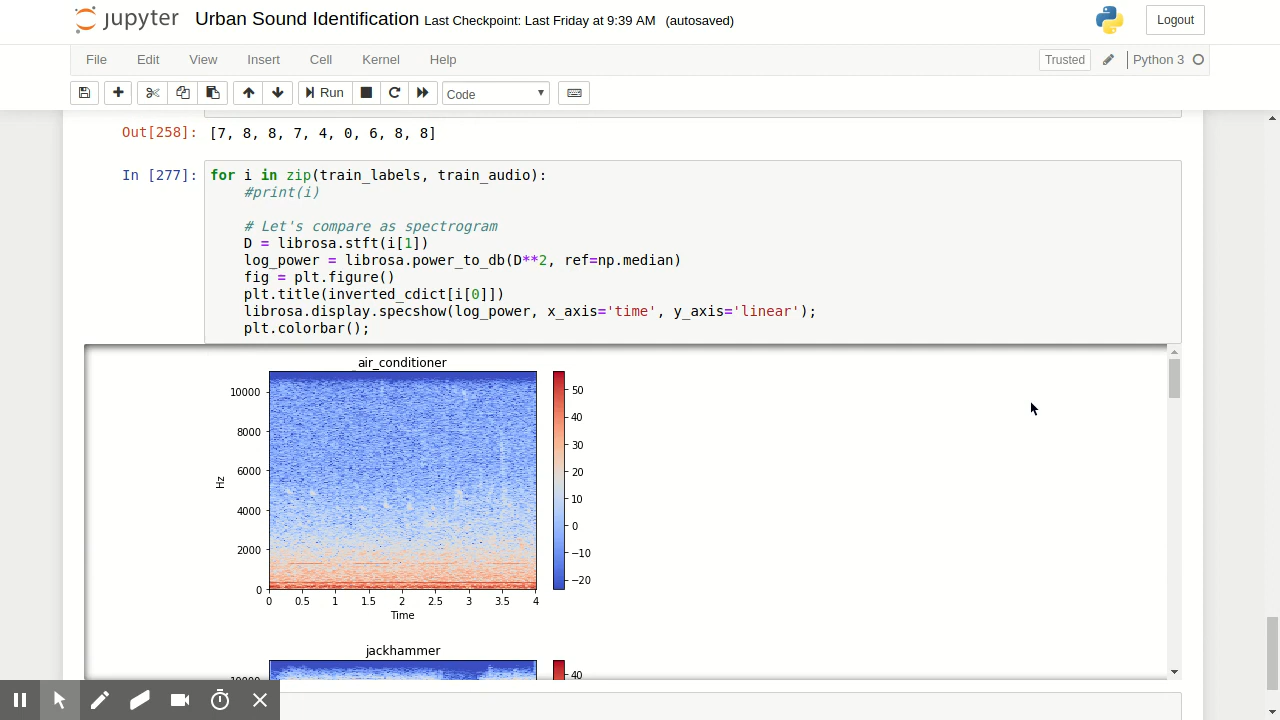 jupyter Urban Sound Identification Last Checkpoint: Last Friday at 9:39 AM (autosaved)
Logout
File Edit View Insert Cell Kernel Help
Trusted Python 3
Run Code
Out[258]: [7, 8, 8, 7, 4, 0, 6, 8, 8]
In [277]: for i in zip(train_labels, train_audio):
#print(i)
# Let's compare as spectrogram
D = librosa.stft(i[1])
log_power = librosa.power_to_db(D**2, ref=np.median)
fig = plt.figure()
plt.title(inverted_cdict[i[0]])
librosa.display.specshow(log_power, x_axis='time', y_axis='linear');
plt.colorbar();
air_conditioner
10000
8000
6000
4000
2000
0
Hz
0 0.5 1 1.5 2 2.5 3 3.5 4
Time
50
40
30
20
10
0
−10
−20
jackhammer
10000
40